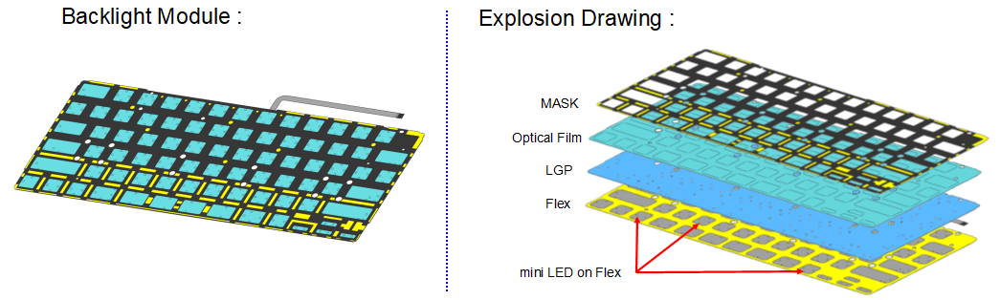 Backlight Module :
Explosion Drawing :
MASK
Optical Film
LGP
Flex
mini LED on Flex